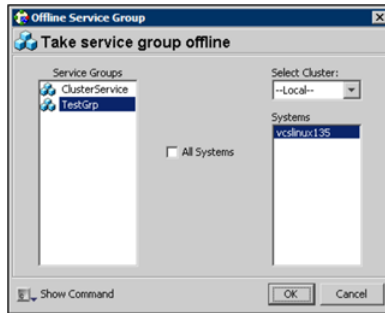 Offline Service Group
Take service group offline
Service Groups
ClusterService
TestGrp
All Systems
Select Cluster:
--Local--
Systems
vcslinux135
Show Command
OK
Cancel